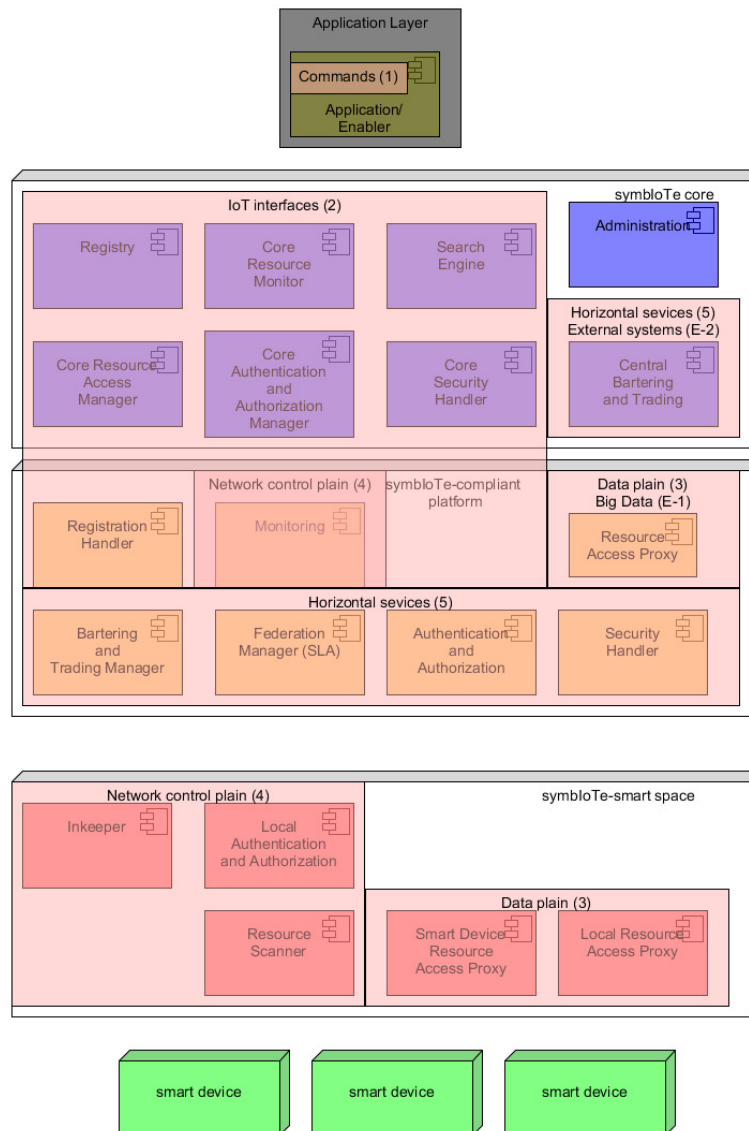 Application Layer
Commands (1)
Application/
Enabler
symbIoTe core
IoT interfaces (2)
Registry
Core
Resource
Monitor
Search
Engine
Administration
Core Resource
Access
Manager
Core
Authentication
and
Authorization
Manager
Core
Security
Handler
Horizontal sevices (5)
External systems (E-2)
Central
Bartering
and Trading
Network control plain (4)
symbIoTe-compliant
platform
Data plain (3)
Big Data (E-1)
Registration
Handler
Monitoring
Resource
Access Proxy
Horizontal sevices (5)
Bartering
and
Trading Manager
Federation
Manager (SLA)
Authentication
and
Authorization
Security
Handler
Network control plain (4)
symbIoTe-smart space
Inkeeper
Local
Authentication
and Authorization
Resource
Scanner
Data plain (3)
Smart Device
Resource
Access Proxy
Local Resource
Access Proxy
smart device
smart device
smart device